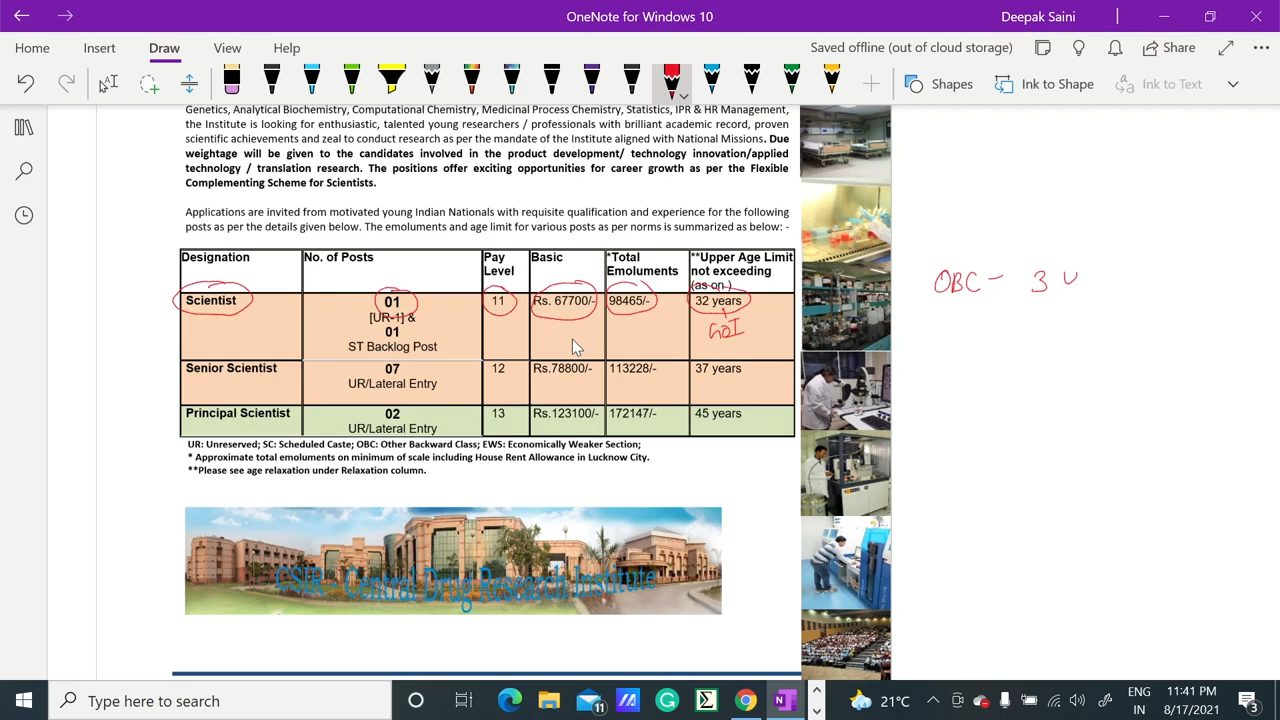 OneNote for Windows 10
Deepak Saini
Home Insert Draw View Help
Saved offline (out of cloud storage)
Share
Shapes
Ink to Shape
Ink to Text
Genetics, Analytical Biochemistry, Computational Chemistry, Medicinal Process Chemistry, Statistics, IPR & HR Management,
the Institute is looking for enthusiastic, talented young researchers / professionals with brilliant academic record, proven
scientific achievements and zeal to conduct research as per the mandate of the Institute aligned with National Missions. Due
weightage will be given to the candidates involved in the product development/ technology innovation/applied
technology / translation research. The positions offer exciting opportunities for career growth as per the Flexible
Complementing Scheme for Scientists.
Applications are invited from motivated young Indian Nationals with requisite qualification and experience for the following
posts as per the details given below. The emoluments and age limit for various posts as per norms is summarized as below: -
Designation No. of Posts Pay Level Basic *Total Emoluments **Upper Age Limit not exceeding (as on )
Scientist 01 11 Rs. 67700/- 98465/- 32 years
[UR-1] &
01
ST Backlog Post
GOI
OBC - 3
Senior Scientist 07 12 Rs.78800/- 113228/- 37 years
UR/Lateral Entry
Principal Scientist 02 13 Rs.123100/- 172147/- 45 years
UR/Lateral Entry
UR: Unreserved; SC: Scheduled Caste; OBC: Other Backward Class; EWS: Economically Weaker Section;
* Approximate total emoluments on minimum of scale including House Rent Allowance in Lucknow City.
**Please see age relaxation under Relaxation column.
CSIR - Central Drug Research Institute
Type here to search
11
21°C
ENG
IN
11:41 PM
8/17/2021
3